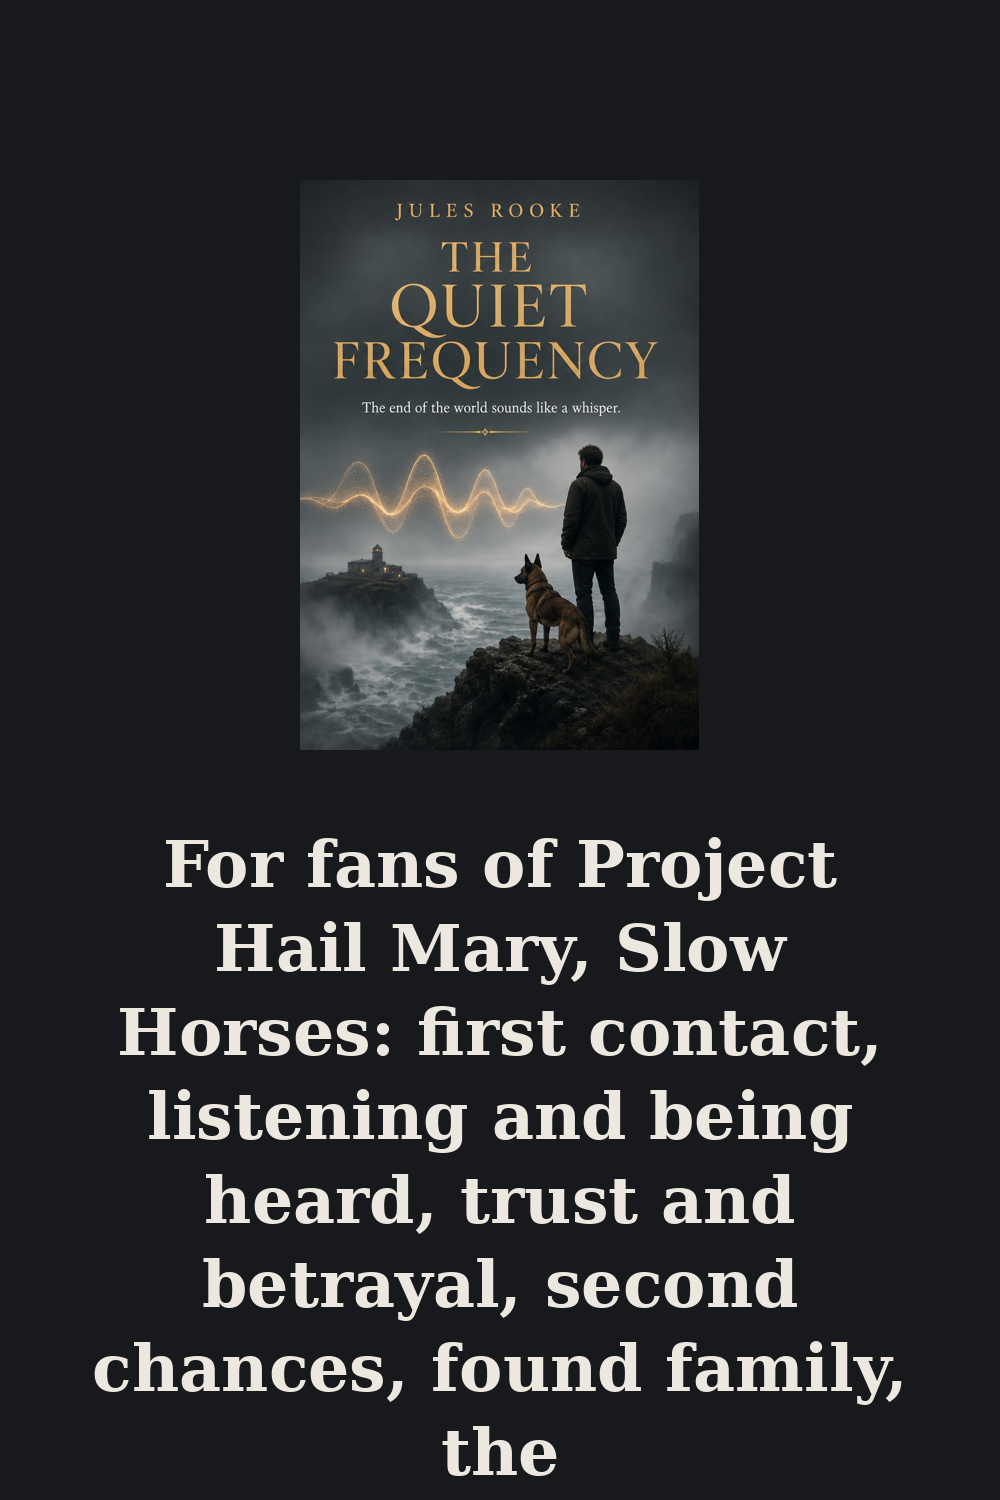 JULES ROOKE
THE
QUIET
FREQUENCY
The end of the world sounds like a whisper.
For fans of Project
Hail Mary, Slow
Horses: first contact,
listening and being
heard, trust and
betrayal, second
chances, found family,
the